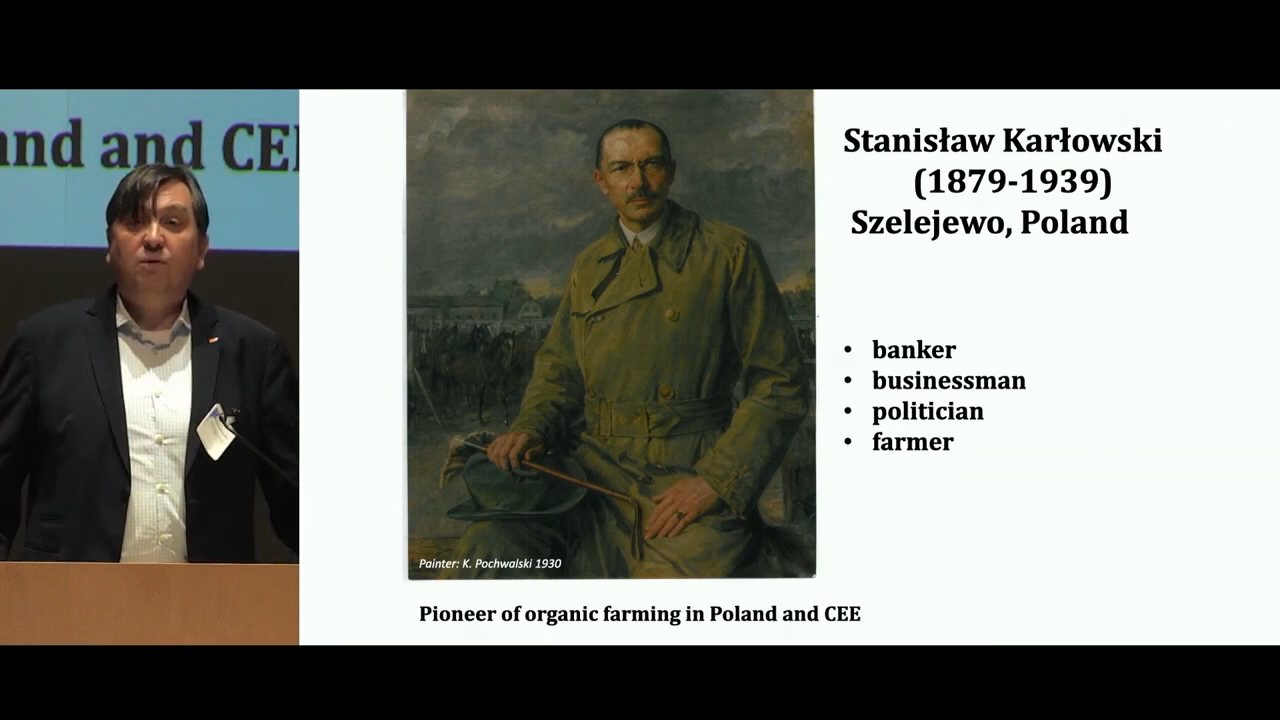 and and CE
Stanisław Karłowski
(1879-1939)
Szelejewo, Poland
• banker
• businessman
• politician
• farmer
Painter: K. Pochwalski 1930
Pioneer of organic farming in Poland and CEE